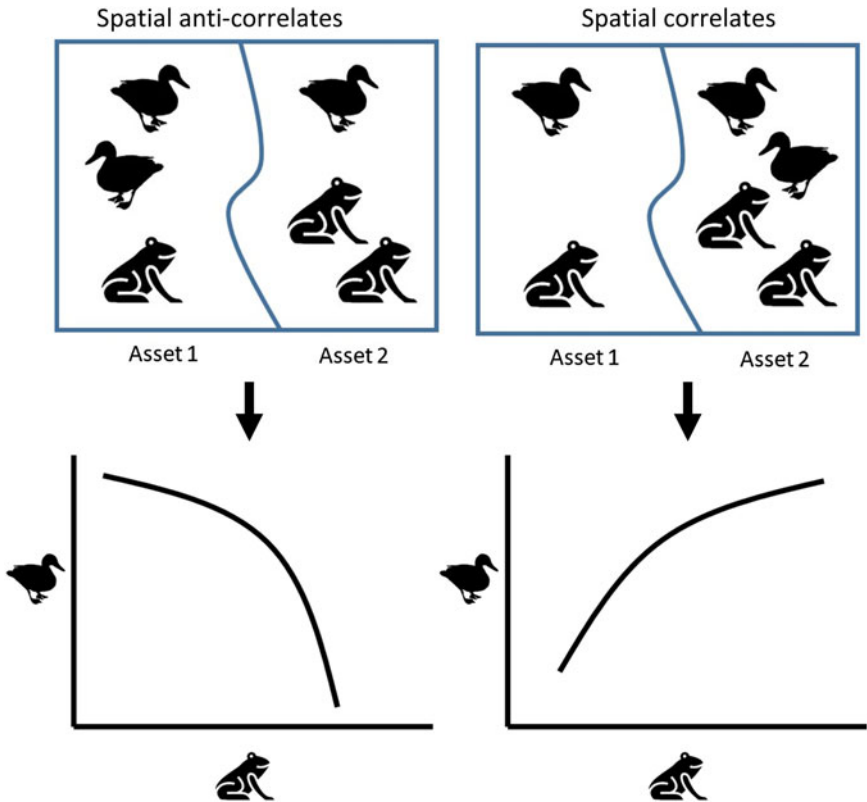 Spatial anti-correlates
Spatial correlates
Asset 1
Asset 2
Asset 1
Asset 2